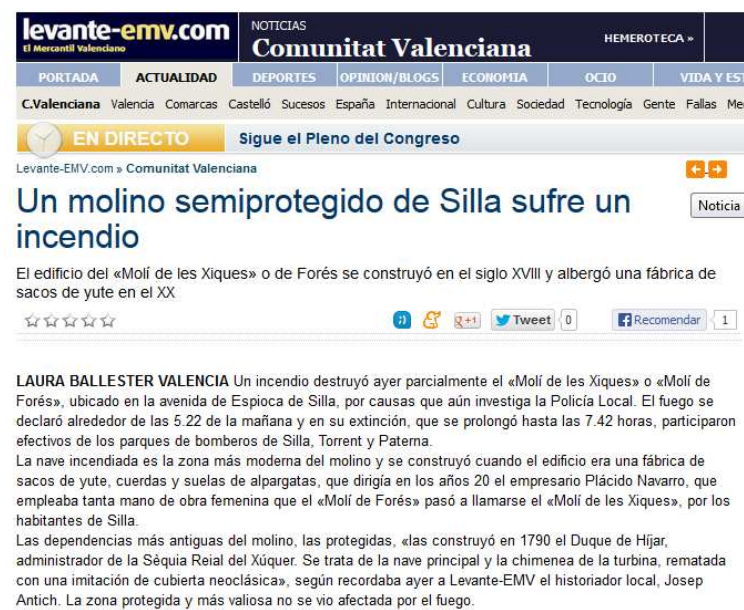 levante-emv.com
El Mercantil Valenciano
NOTICIAS
Comunitat Valenciana
HEMEROTECA »
PORTADA ACTUALIDAD DEPORTES OPINION/BLOGS ECONOMIA OCIO VIDA Y
C.Valenciana Valencia Comarcas Castelló Sucesos España Internacional Cultura Sociedad Tecnología Gente Fallas
EN DIRECTO Sigue el Pleno del Congreso
Levante-EMV.com » Comunitat Valenciana
Un molino semiprotegido de Silla sufre un
incendio
Noticia
El edificio del «Molí de les Xiques» o de Forés se construyó en el siglo XVIII y albergó una fábrica de
sacos de yute en el XX
+1 Tweet 0 Recomendar 1
LAURA BALLESTER VALENCIA Un incendio destruyó ayer parcialmente el «Molí de les Xiques» o «Molí de
Forés», ubicado en la avenida de Espioca de Silla, por causas que aún investiga la Policía Local. El fuego se
declaró alrededor de las 5.22 de la mañana y en su extinción, que se prolongó hasta las 7.42 horas, participaron
efectivos de los parques de bomberos de Silla, Torrent y Paterna.
La nave incendiada es la zona más moderna del molino y se construyó cuando el edificio era una fábrica de
sacos de yute, cuerdas y suelas de alpargatas, que dirigía en los años 20 el empresario Plácido Navarro, que
empleaba tanta mano de obra femenina que el «Molí de Forés» pasó a llamarse el «Molí de les Xiques», por los
habitantes de Silla.
Las dependencias más antiguas del molino, las protegidas, «las construyó en 1790 el Duque de Híjar,
administrador de la Sèquia Reial del Xúquer. Se trata de la nave principal y la chimenea de la turbina, rematada
con una imitación de cubierta neoclásica», según recordaba ayer a Levante-EMV el historiador local, Josep
Antich. La zona protegida y más valiosa no se vio afectada por el fuego.